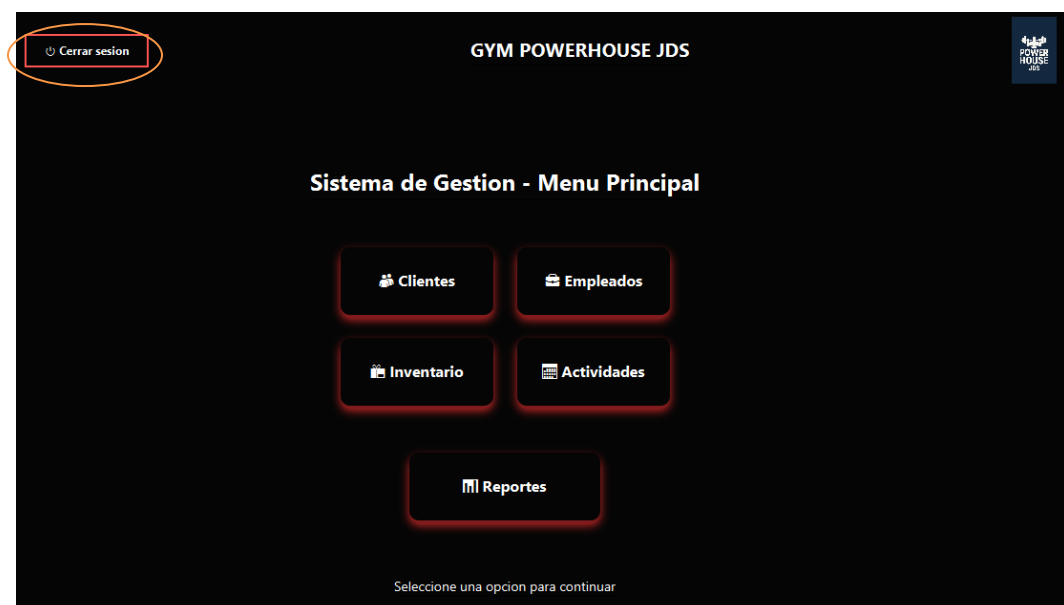 Cerrar sesion
GYM POWERHOUSE JDS
POWER
HOUSE
JDS
Sistema de Gestion - Menu Principal
Clientes
Empleados
Inventario
Actividades
Reportes
Seleccione una opcion para continuar